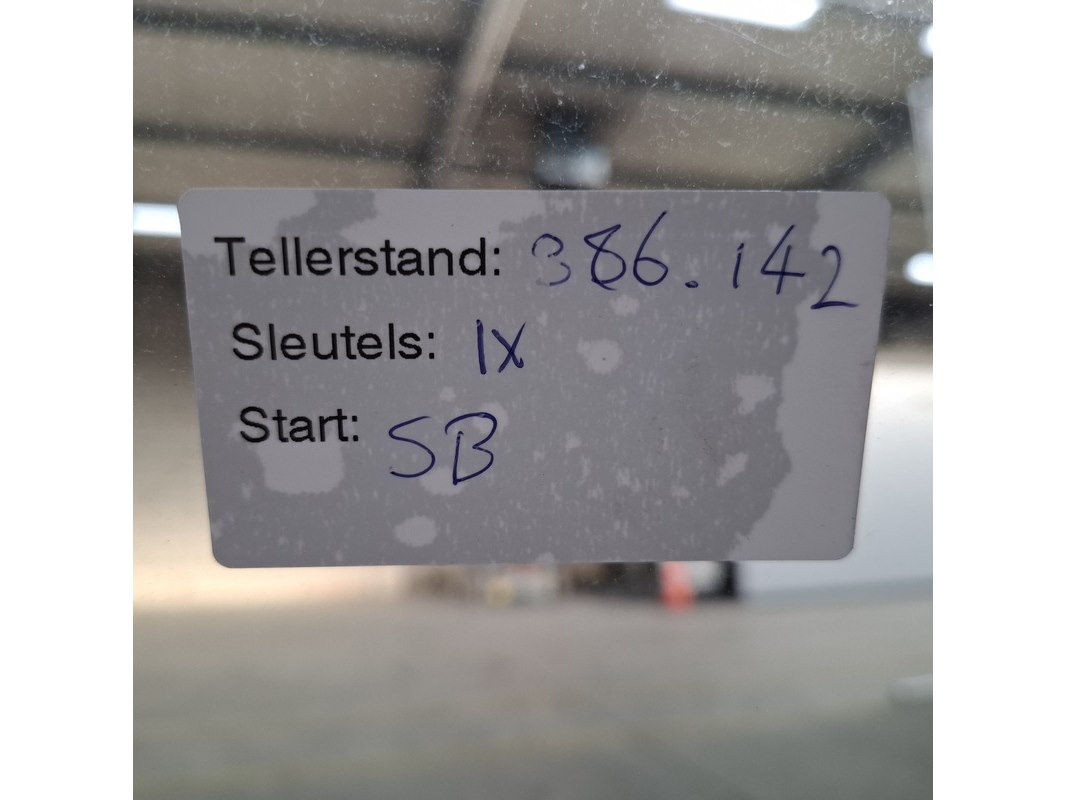 Tellerstand: 386.142
Sleutels: 1x
Start: SB